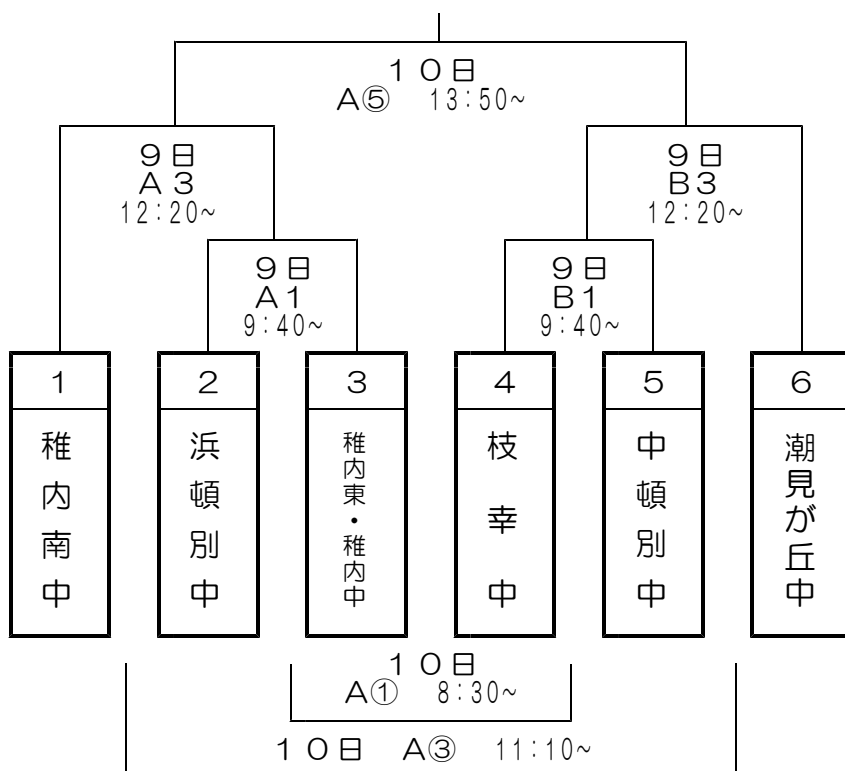 １０日
A⑤ 13:50~
９日
A３
12:20~
９日
B3
12:20~
９日
A1
9:40~
９日
B1
9:40~
1
2
3
4
5
6
稚内南中
浜頓別中
稚内東・稚内中
枝幸中
中頓別中
潮見が丘中
１０日
A① 8:30~
１０日 A③ 11:10~